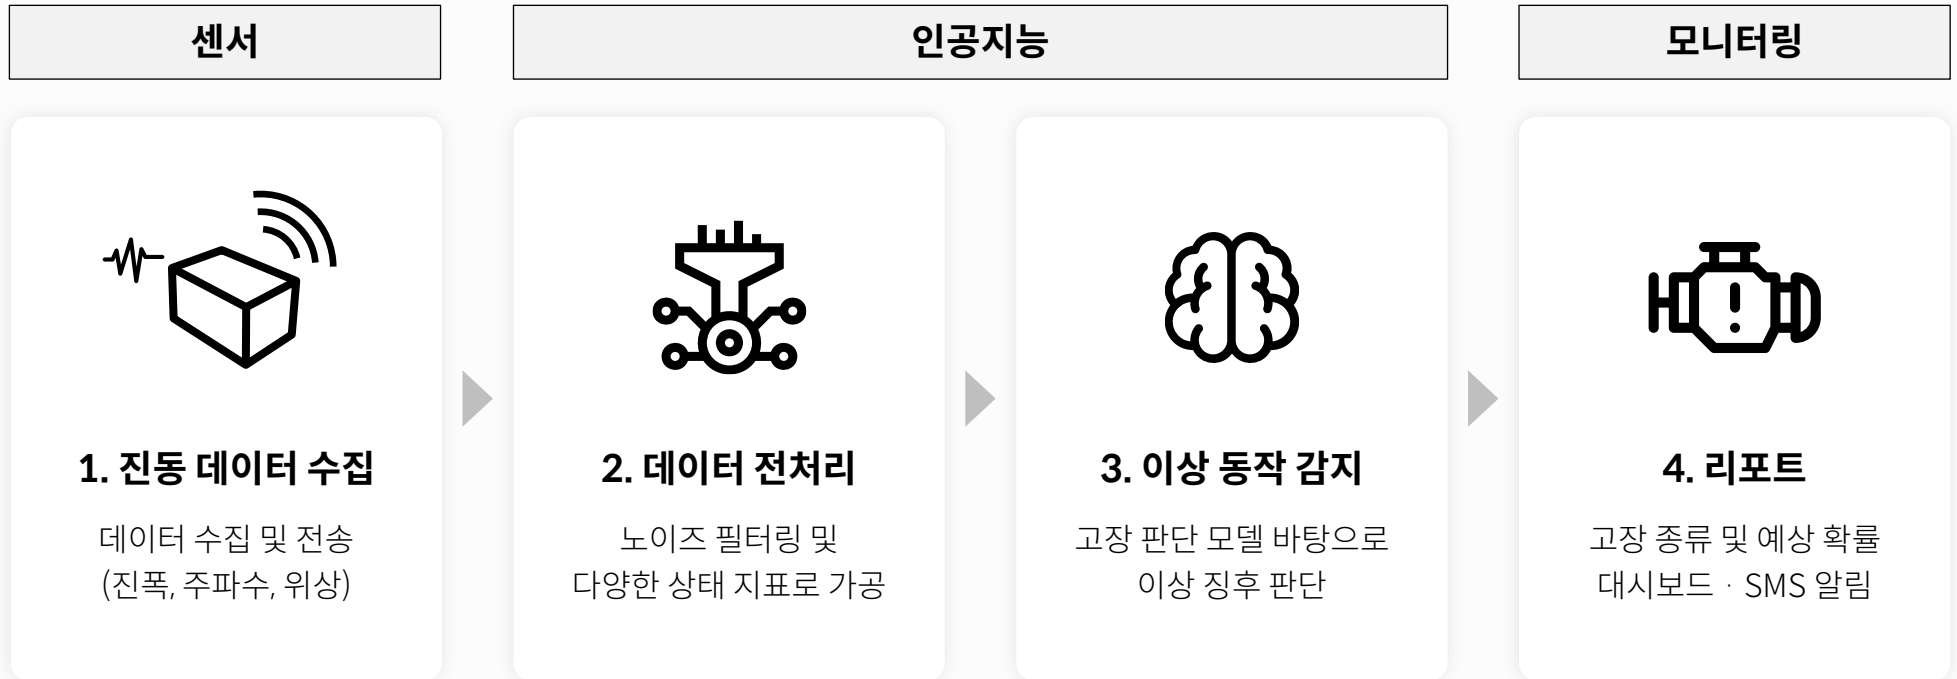 센서
인공지능
모니터링
1. 진동 데이터 수집
데이터 수집 및 전송
(진폭, 주파수, 위상)
2. 데이터 전처리
노이즈 필터링 및
다양한 상태 지표로 가공
3. 이상 동작 감지
고장 판단 모델 바탕으로
이상 징후 판단
4. 리포트
고장 종류 및 예상 확률
대시보드 · SMS 알림